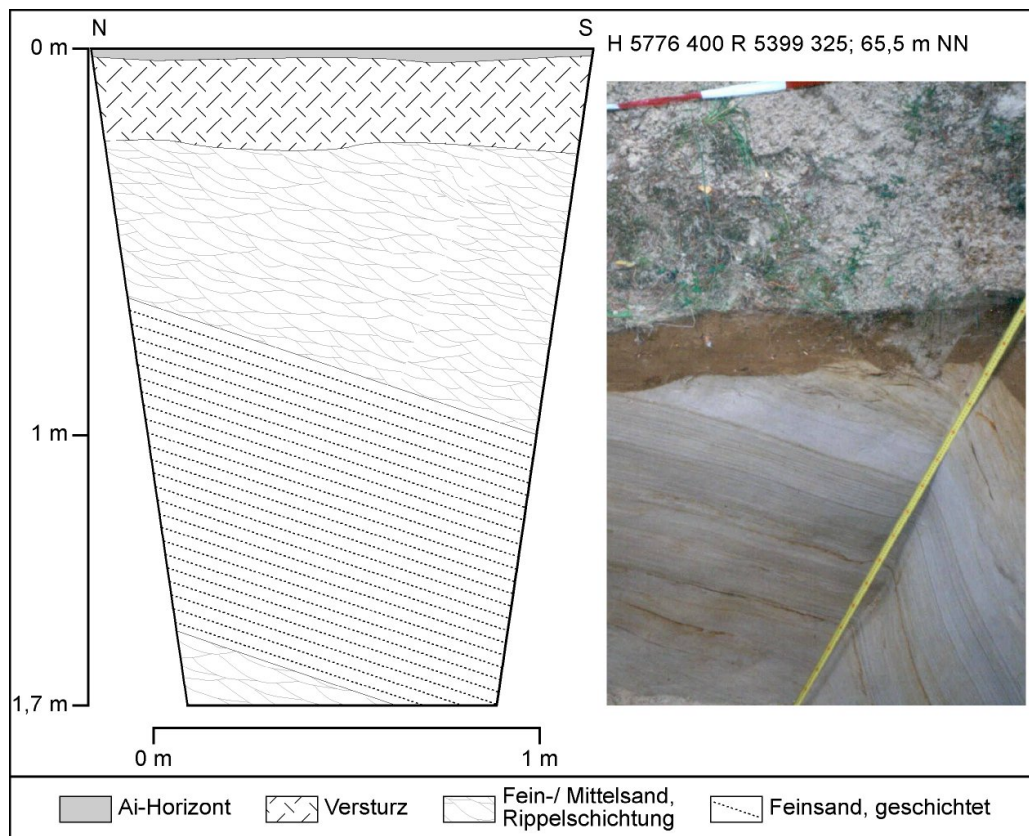 N
S
0 m
H 5776 400 R 5399 325; 65,5 m NN
1 m
1,7 m
0 m
1 m
Ai-Horizont
Versturz
Fein-/ Mittelsand,
Rippelschichtung
Feinsand, geschichtet